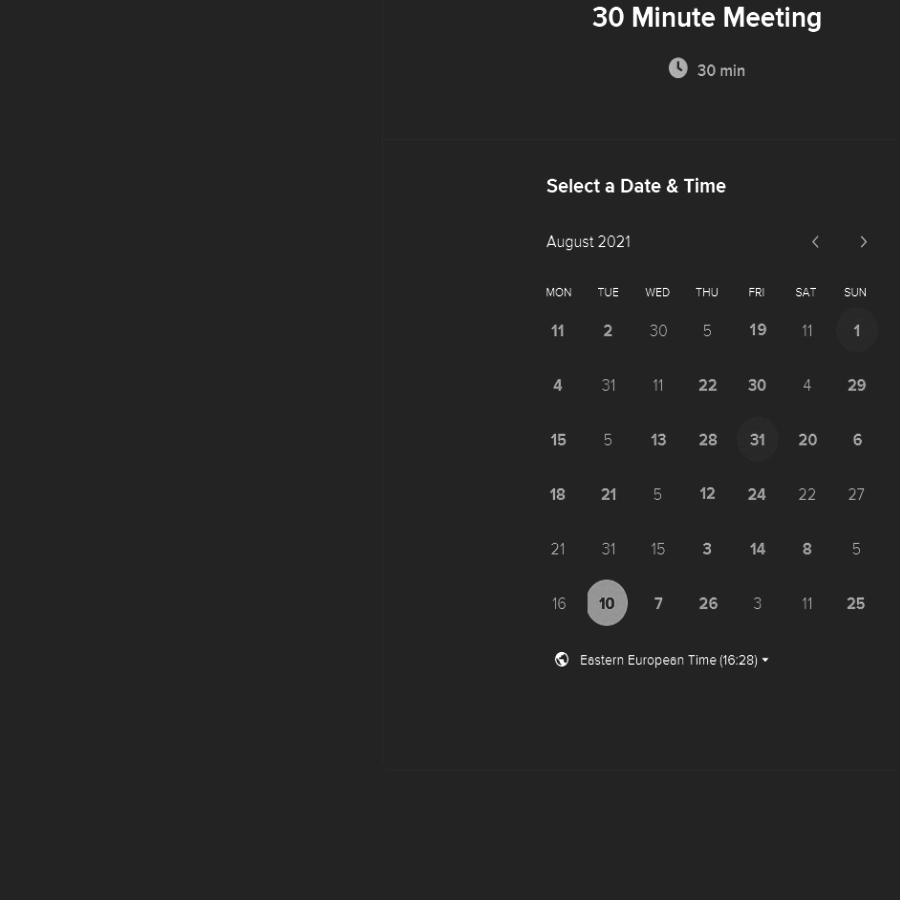 30 Minute Meeting
30 min
Select a Date & Time
August 2021
MON TUE WED THU FRI SAT SUN
11 2 30 5 19 11 1
4 31 11 22 30 4 29
15 5 13 28 31 20 6
18 21 5 12 24 22 27
21 31 15 3 14 8 5
16 10 7 26 3 11 25
Eastern European Time (16:28)